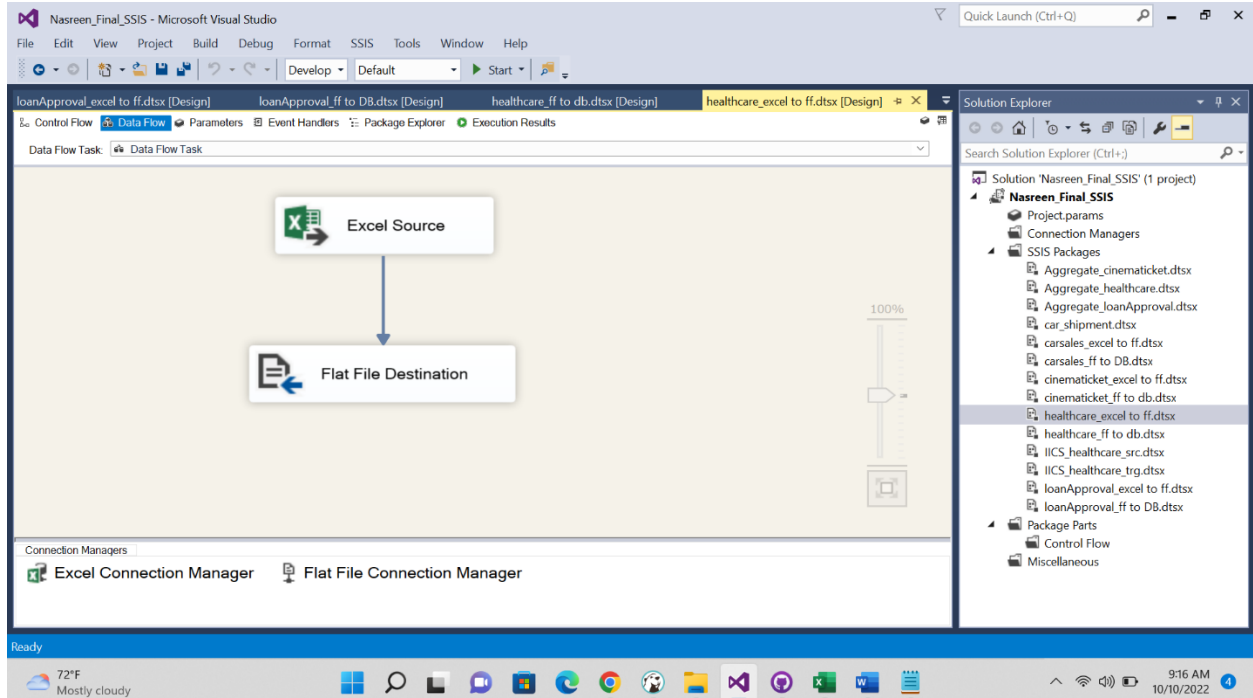 Nasreen_Final_SSIS - Microsoft Visual Studio
Quick Launch (Ctrl+Q)
File Edit View Project Build Debug Format SSIS Tools Window Help
Develop Default Start
loanApproval_excel to ff.dtsx [Design] loanApproval_ff to DB.dtsx [Design] healthcare_ff to db.dtsx [Design] healthcare_excel to ff.dtsx [Design]
Control Flow Data Flow Parameters Event Handlers Package Explorer Execution Results
Data Flow Task: Data Flow Task
Excel Source
Flat File Destination
100%
Connection Managers
Excel Connection Manager Flat File Connection Manager
Solution Explorer
Search Solution Explorer (Ctrl+;)
Solution 'Nasreen_Final_SSIS' (1 project)
Nasreen_Final_SSIS
Project.params
Connection Managers
SSIS Packages
Aggregate_cinematicket.dtsx
Aggregate_healthcare.dtsx
Aggregate_loanApproval.dtsx
car_shipment.dtsx
carsales_excel to ff.dtsx
carsales_ff to DB.dtsx
cinematicket_excel to ff.dtsx
cinematicket_ff to db.dtsx
healthcare_excel to ff.dtsx
healthcare_ff to db.dtsx
IICS_healthcare_src.dtsx
IICS_healthcare_trg.dtsx
loanApproval_excel to ff.dtsx
loanApproval_ff to DB.dtsx
Package Parts
Control Flow
Miscellaneous
Ready
72°F
Mostly cloudy
9:16 AM
10/10/2022
4